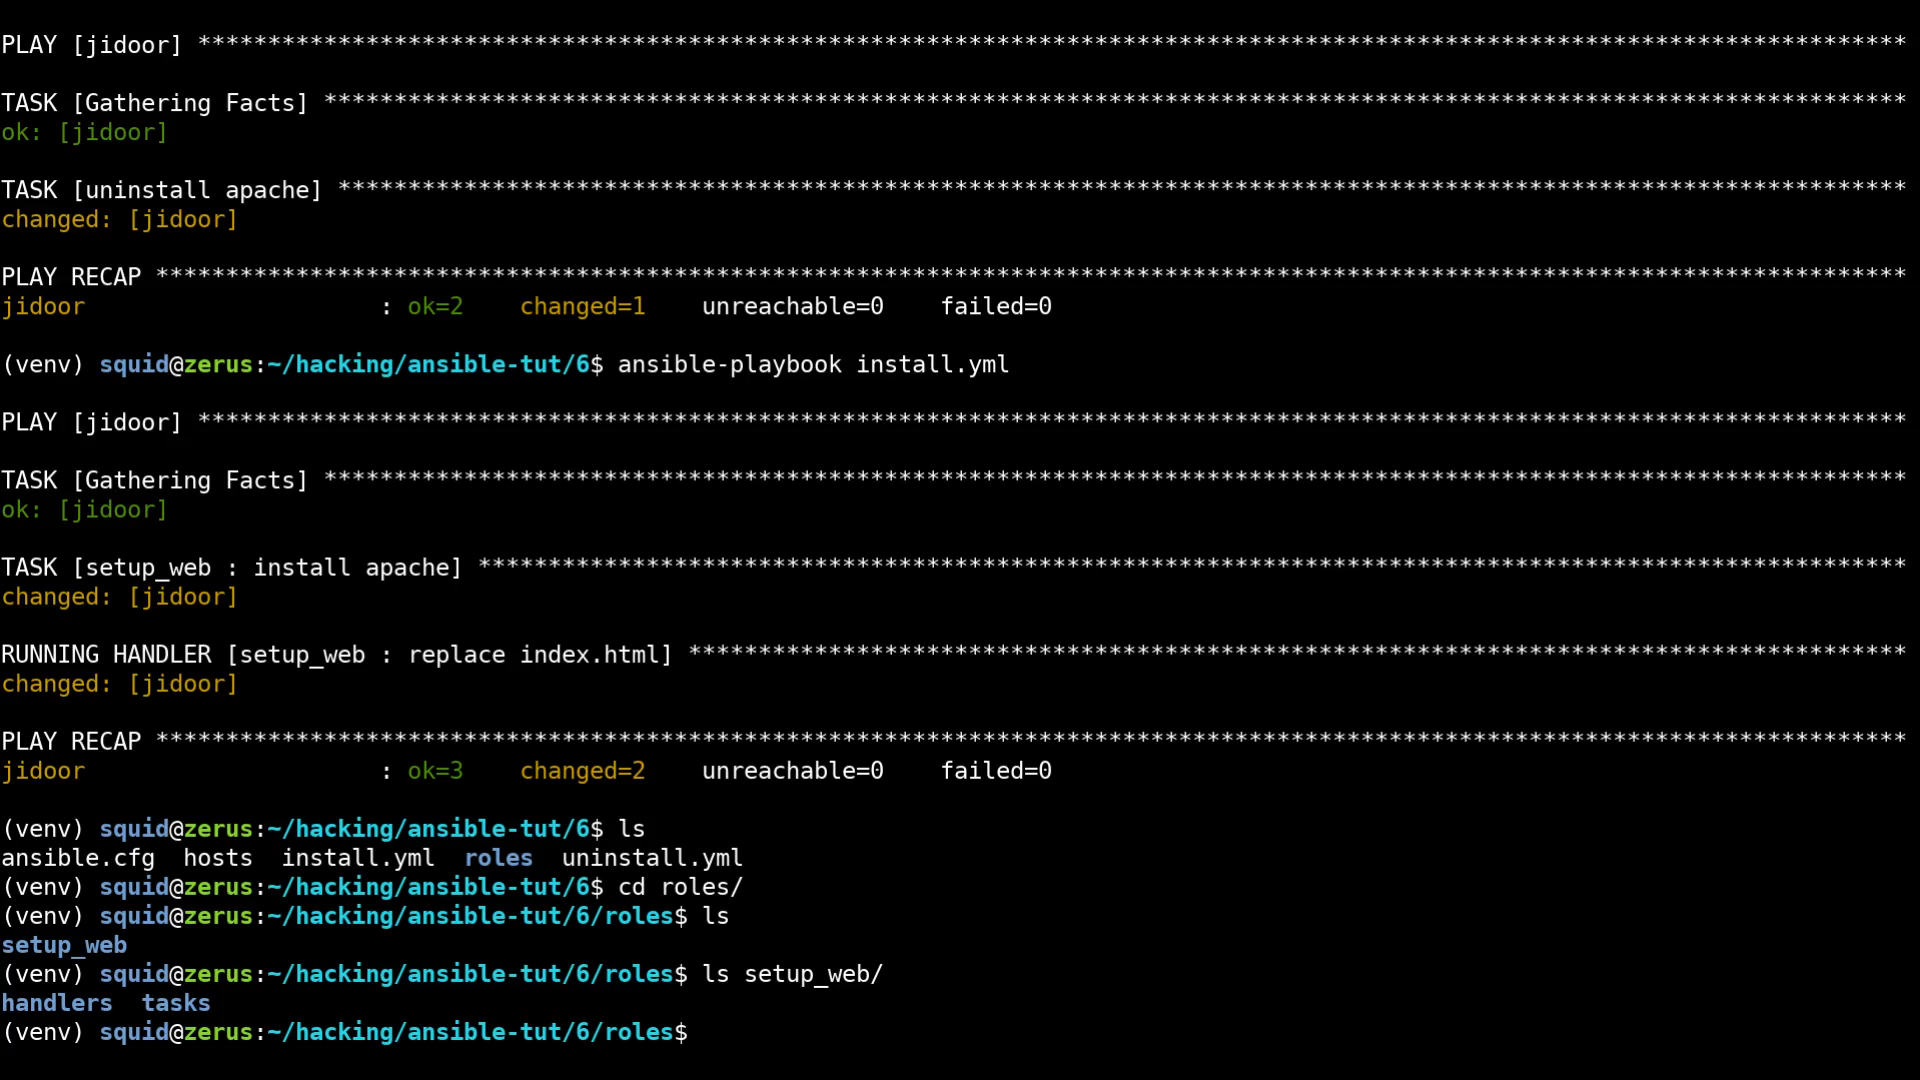 PLAY [jidoor] **************************************************************************************************************************
TASK [Gathering Facts] *****************************************************************************************************************
ok: [jidoor]
TASK [uninstall apache] ****************************************************************************************************************
changed: [jidoor]
PLAY RECAP *****************************************************************************************************************************
jidoor                     : ok=2    changed=1    unreachable=0    failed=0
(venv) squid@zerus:~/hacking/ansible-tut/6$ ansible-playbook install.yml
PLAY [jidoor] **************************************************************************************************************************
TASK [Gathering Facts] *****************************************************************************************************************
ok: [jidoor]
TASK [setup_web : install apache] ******************************************************************************************************
changed: [jidoor]
RUNNING HANDLER [setup_web : replace index.html] ***************************************************************************************
changed: [jidoor]
PLAY RECAP *****************************************************************************************************************************
jidoor                     : ok=3    changed=2    unreachable=0    failed=0
(venv) squid@zerus:~/hacking/ansible-tut/6$ ls
ansible.cfg  hosts  install.yml  roles  uninstall.yml
(venv) squid@zerus:~/hacking/ansible-tut/6$ cd roles/
(venv) squid@zerus:~/hacking/ansible-tut/6/roles$ ls
setup_web
(venv) squid@zerus:~/hacking/ansible-tut/6/roles$ ls setup_web/
handlers  tasks
(venv) squid@zerus:~/hacking/ansible-tut/6/roles$